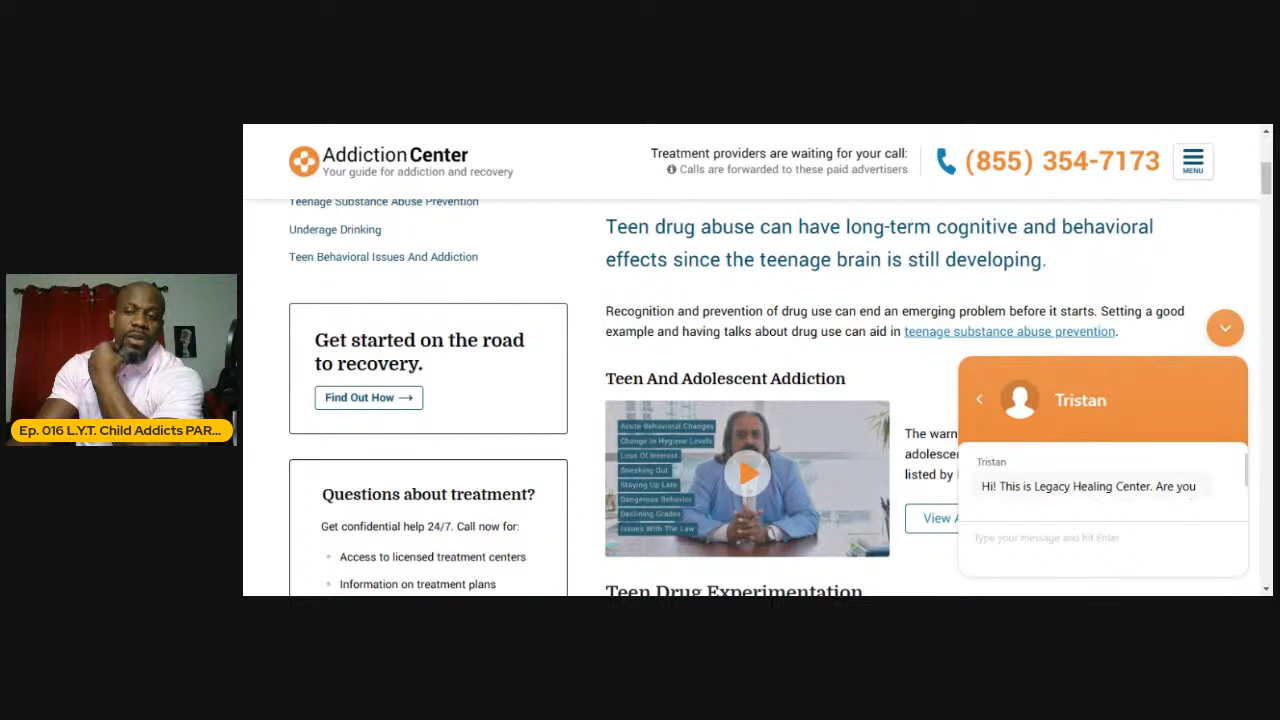 Addiction Center
Your guide for addiction and recovery
Treatment providers are waiting for your call:
Calls are forwarded to these paid advertisers
(855) 354-7173
MENU
Teenage Substance Abuse Prevention
Underage Drinking
Teen Behavioral Issues And Addiction
Get started on the road
to recovery.
Find Out How →
Questions about treatment?
Get confidential help 24/7. Call now for:
Access to licensed treatment centers
Information on treatment plans
Teen drug abuse can have long-term cognitive and behavioral
effects since the teenage brain is still developing.
Recognition and prevention of drug use can end an emerging problem before it starts. Setting a good
example and having talks about drug use can aid in teenage substance abuse prevention.
Teen And Adolescent Addiction
Acute Behavioral Changes
Change In Hygiene Levels
Loss Of Interest
Sneaking Out
Staying Up Late
Dangerous Behavior
Declining Grades
Issues With The Law
The warn
adolescen
listed by
View A
Teen Drug Experimentation
Tristan
Tristan
Hi! This is Legacy Healing Center. Are you
Type your message and hit Enter
Ep. 016 L.Y.T. Child Addicts PAR...